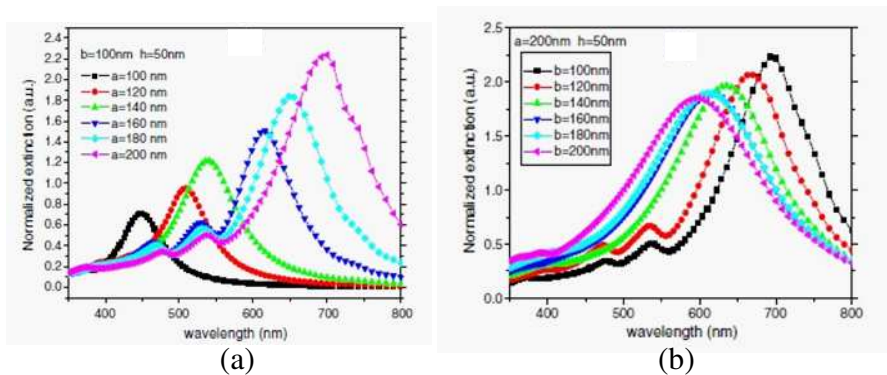 2.4
2.2
2.0
1.8
1.6
1.4
1.2
1.0
0.8
0.6
0.4
0.2
0.0
Normalized extinction (a.u.)
b=100nm h=50nm
a=100 nm
a=120 nm
a=140 nm
a=160 nm
a=180 nm
a=200 nm
400 500 600 700 800
wavelength (nm)
(a)
2.5
2.0
1.5
1.0
0.5
0.0
Normalized extinction (a.u.)
a=200nm h=50nm
b=100nm
b=120nm
b=140nm
b=160nm
b=180nm
b=200nm
400 500 600 700 800
wavelength (nm)
(b)